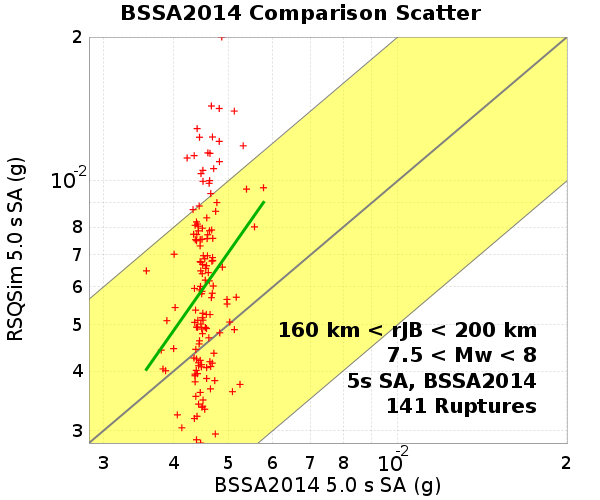 BSSA2014 Comparison Scatter
RSQSim 5.0 s SA (g)
2
10-2
8
7
6
5
4
3
160 km < rJB < 200 km
7.5 < Mw < 8
5s SA, BSSA2014
141 Ruptures
3 4 5 6 7 8 10-2 2
BSSA2014 5.0 s SA (g)